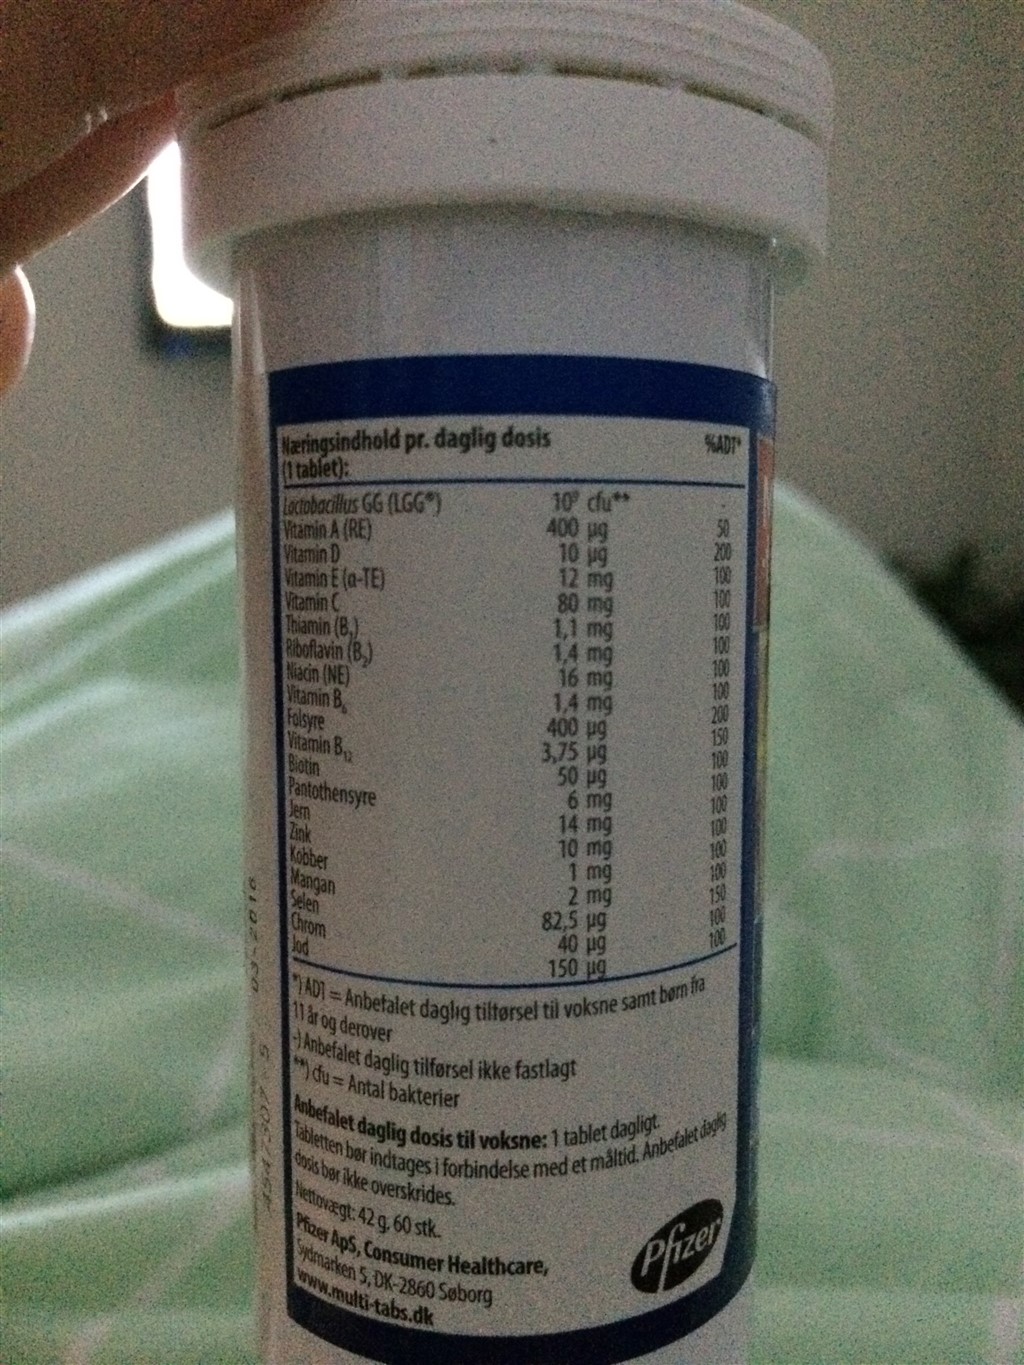 Næringsindhold pr. daglig dosis %ADT*
(1 tablet):
Lactobacillus GG (LGG®) 10⁹ cfu** -
Vitamin A (RE) 400 µg 50
Vitamin D 10 µg 200
Vitamin E (α-TE) 12 mg 100
Vitamin C 80 mg 100
Thiamin (B₁) 1,1 mg 100
Riboflavin (B₂) 1,4 mg 100
Niacin (NE) 16 mg 100
Vitamin B₆ 1,4 mg 100
Folsyre 400 µg 200
Vitamin B₁₂ 3,75 µg 150
Biotin 50 µg 100
Pantothensyre 6 mg 100
Jern 14 mg 100
Zink 10 mg 100
Kobber 1 mg 100
Mangan 2 mg 100
Selen 82,5 µg 150
Chrom 40 µg 100
Jod 150 µg 100
*) ADT = Anbefalet daglig tilførsel til voksne samt børn fra
11 år og derover
-) Anbefalet daglig tilførsel ikke fastlagt
**) cfu = Antal bakterier
Anbefalet daglig dosis til voksne: 1 tablet dagligt.
Tabletten bør indtages i forbindelse med et måltid. Anbefalet daglig
dosis bør ikke overskrides.
Nettovægt: 42 g, 60 stk.
Pfizer ApS, Consumer Healthcare,
Sydmarken 5, DK-2860 Søborg
www.multi-tabs.dk
Pfizer